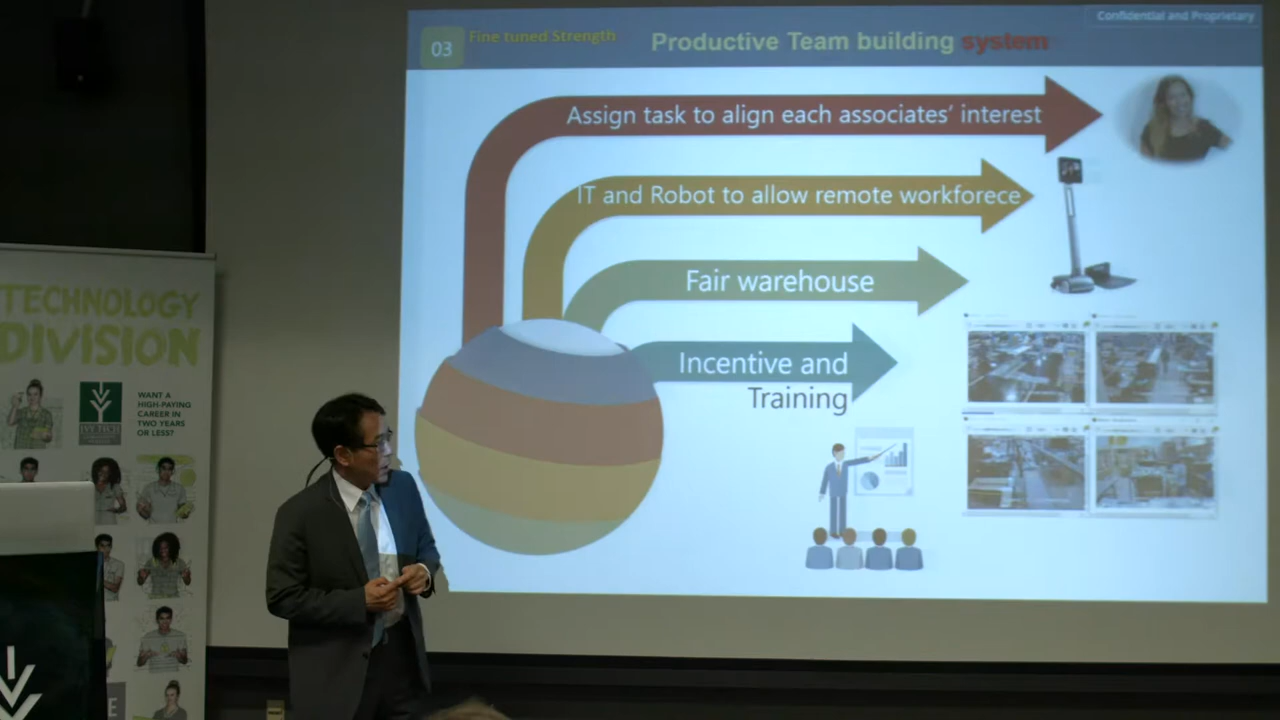 Confidential and Proprietary
03
Fine tuned Strength
Productive Team building system
Assign task to align each associates' interest
IT and Robot to allow remote workforece
Fair warehouse
Incentive and
Training
TECHNOLOGY
DIVISION
WANT A
HIGH-PAYING
CAREER IN
TWO YEARS
OR LESS?
IVY TECH